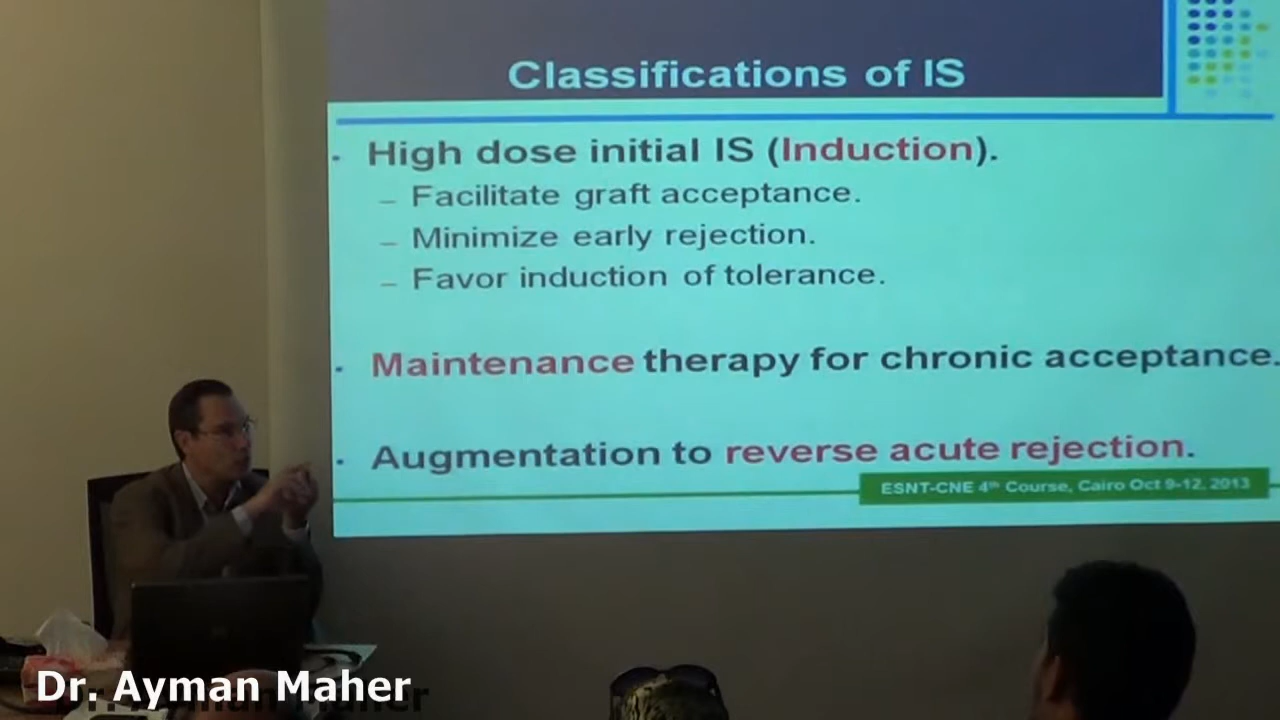 Classifications of IS
• High dose initial IS (Induction).
– Facilitate graft acceptance.
– Minimize early rejection.
– Favor induction of tolerance.
• Maintenance therapy for chronic acceptance.
• Augmentation to reverse acute rejection.
ESNT-CNE 4th Course, Cairo Oct 9-12, 2013
Dr. Ayman Maher